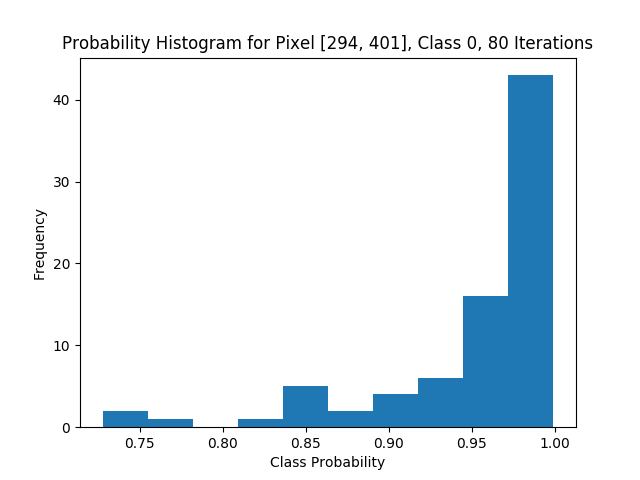 Probability Histogram for Pixel [294, 401], Class 0, 80 Iterations
40
30
20
10
0
Frequency
0.75 0.80 0.85 0.90 0.95 1.00
Class Probability